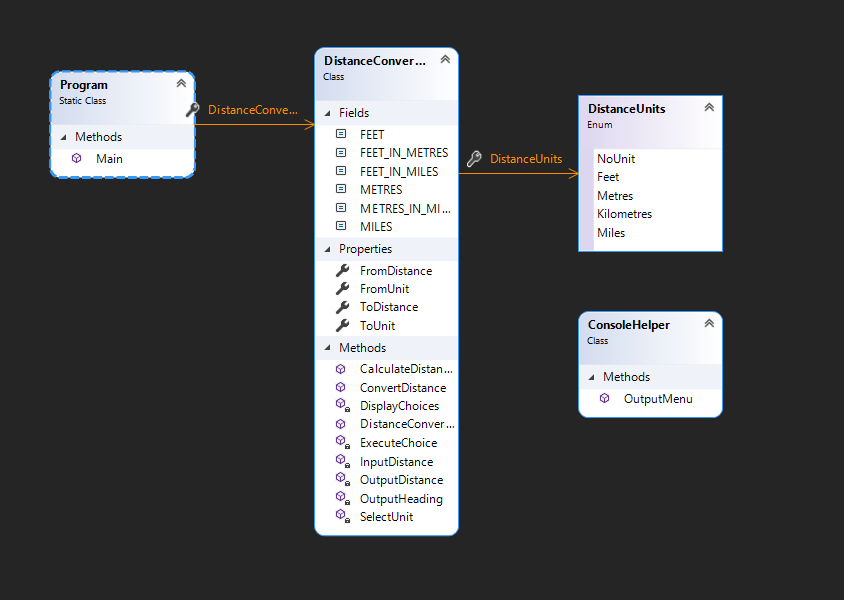 Program
Static Class
Methods
Main
DistanceConve...
DistanceConver...
Class
Fields
FEET
FEET_IN_METRES
FEET_IN_MILES
METRES
METRES_IN_MI...
MILES
Properties
FromDistance
FromUnit
ToDistance
ToUnit
Methods
CalculateDistan...
ConvertDistance
DisplayChoices
DistanceConver...
ExecuteChoice
InputDistance
OutputDistance
OutputHeading
SelectUnit
DistanceUnits
DistanceUnits
Enum
NoUnit
Feet
Metres
Kilometres
Miles
ConsoleHelper
Class
Methods
OutputMenu